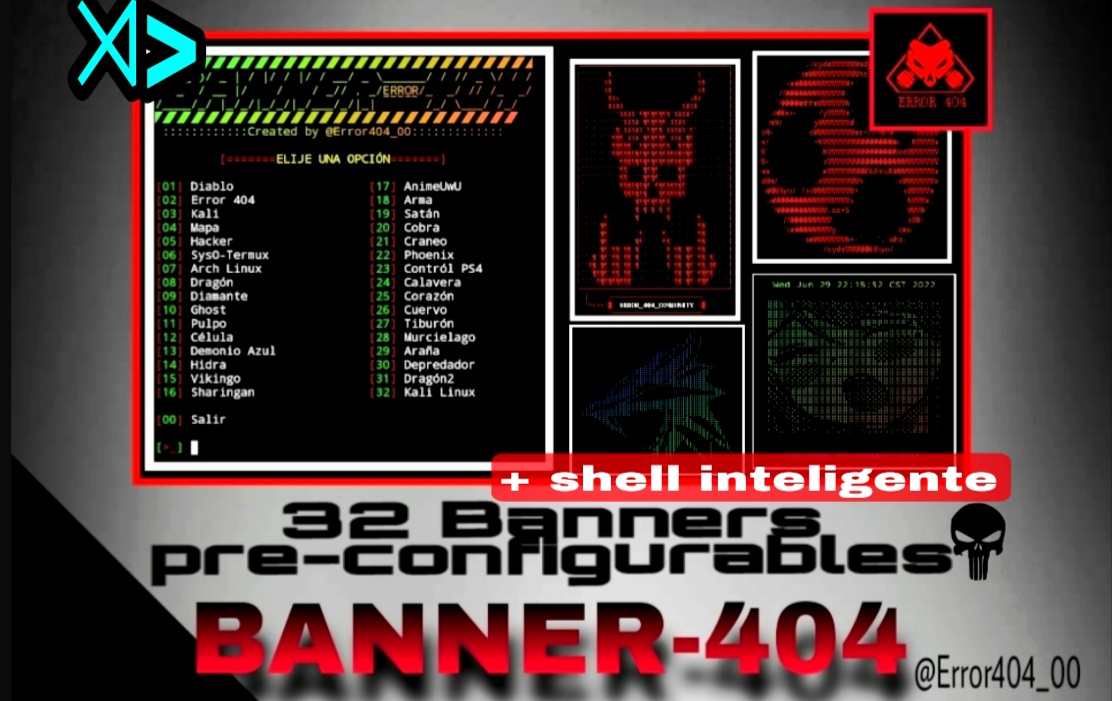 ERROR
:::::::::::::Created by @Error404_00:::::::::::::
[=======ELIJE UNA OPCIÓN=======]
[01] Diablo
[02] Error 404
[03] Kali
[04] Mapa
[05] Hacker
[06] SysO-Termux
[07] Arch Linux
[08] Dragón
[09] Diamante
[10] Ghost
[11] Pulpo
[12] Célula
[13] Demonio Azul
[14] Hidra
[15] Vikingo
[16] Sharingan
[17] AnimeUwU
[18] Arma
[19] Satán
[20] Cobra
[21] Craneo
[22] Phoenix
[23] Contról PS4
[24] Calavera
[25] Corazón
[26] Cuervo
[27] Tiburón
[28] Murcielago
[29] Araña
[30] Depredador
[31] Dragón2
[32] Kali Linux
[00] Salir
[>_]
ERROR 404
Wed Jun 29 22:15:52 CST 2022
+ shell inteligente
32 Banners
pre-configurables
BANNER-404
@Error404_00